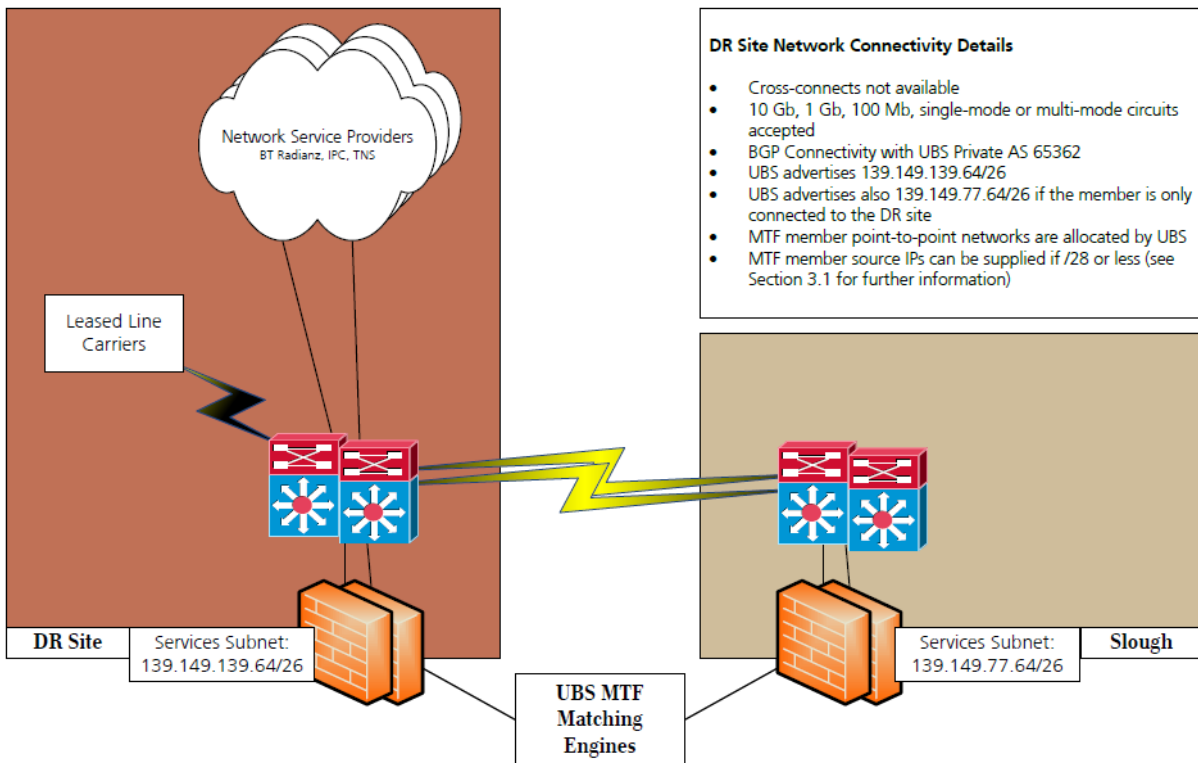 Network Service Providers
BT Radianz, IPC, TNS
DR Site Network Connectivity Details
• Cross-connects not available
• 10 Gb, 1 Gb, 100 Mb, single-mode or multi-mode circuits
accepted
• BGP Connectivity with UBS Private AS 65362
• UBS advertises 139.149.139.64/26
• UBS advertises also 139.149.77.64/26 if the member is only
connected to the DR site
• MTF member point-to-point networks are allocated by UBS
• MTF member source IPs can be supplied if /28 or less (see
Section 3.1 for further information)
Leased Line
Carriers
DR Site
Services Subnet:
139.149.139.64/26
Services Subnet:
139.149.77.64/26
Slough
UBS MTF
Matching
Engines